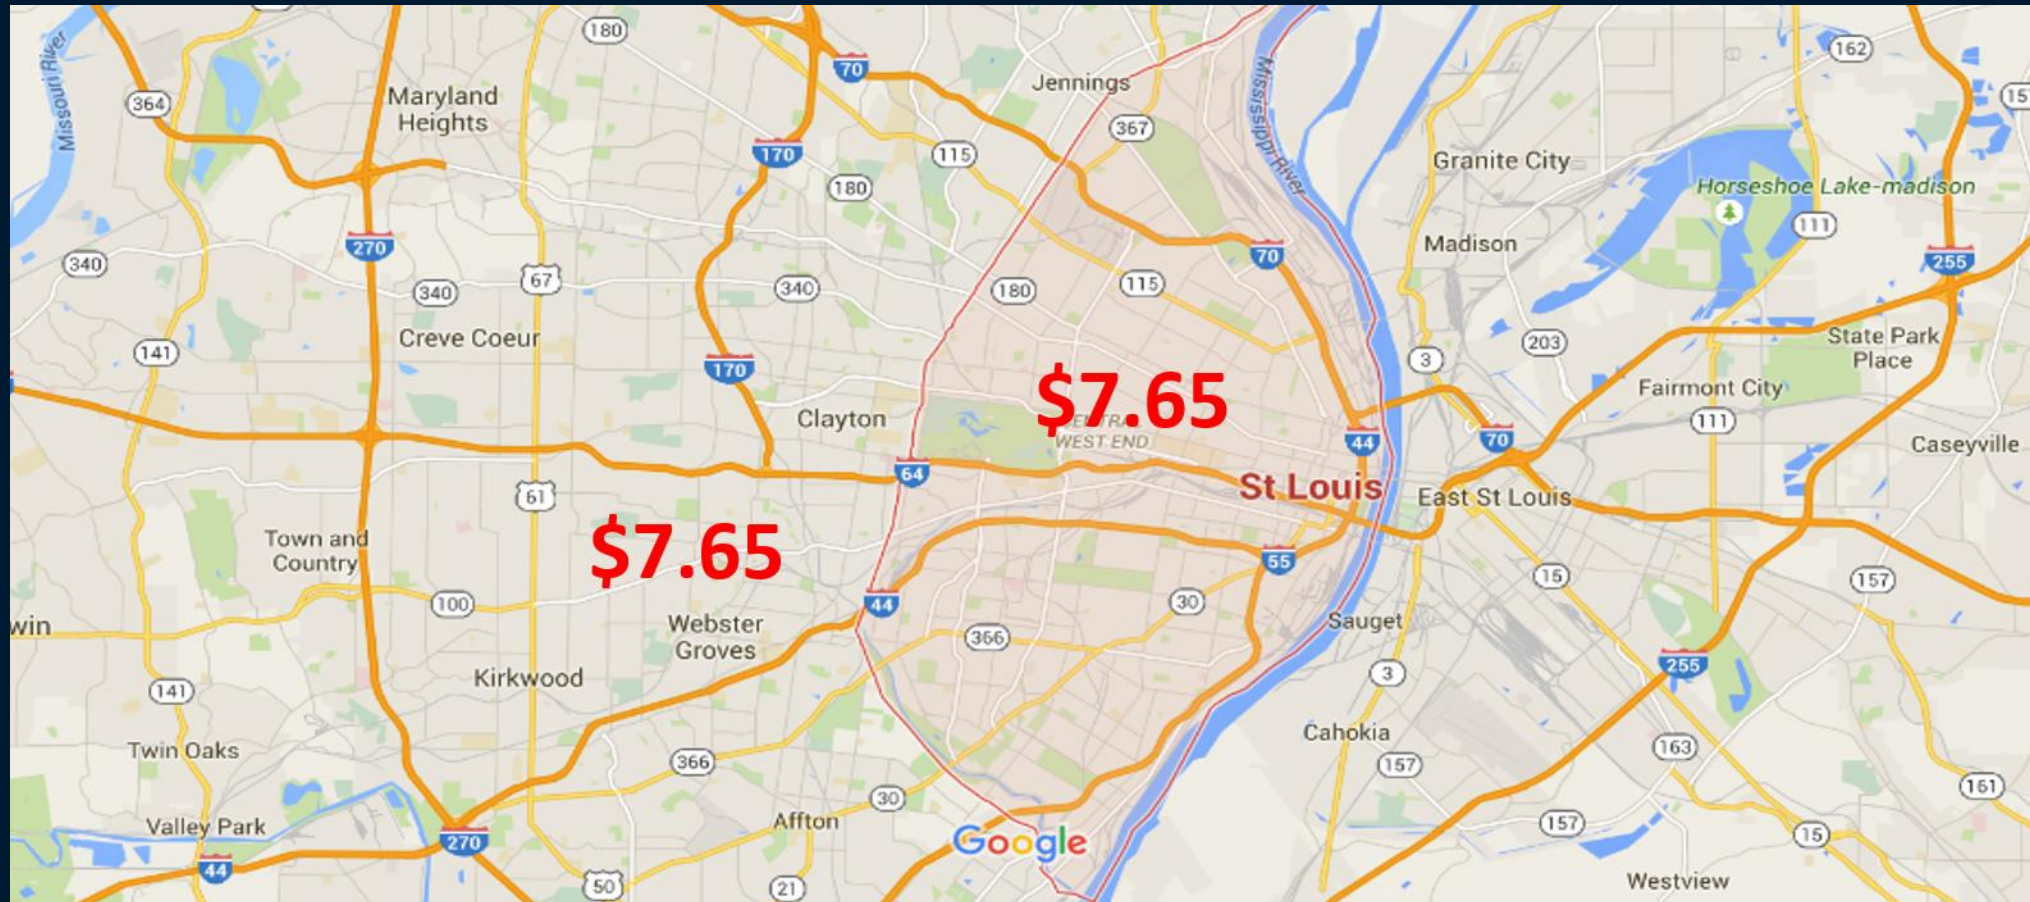 180
162
Missouri River
70
Jennings
Mississippi River
Maryland
Heights
364
15
367
170
115
Granite City
180
Horseshoe Lake-madison
111
Madison
270
70
255
340
67
340
340
180
115
Creve Coeur
141
170
3
203
State Park
Place
$7.65
Fairmont City
Clayton
WEST END
111
44
70
Caseyville
64
St Louis
61
East St Louis
Town and
Country
$7.65
55
15
157
100
44
30
win
Webster
Groves
366
Sauget
255
Kirkwood
3
141
Twin Oaks
Cahokia
163
366
157
161
30
Valley Park
Affton
Google
157
15
270
44
50
21
Westview